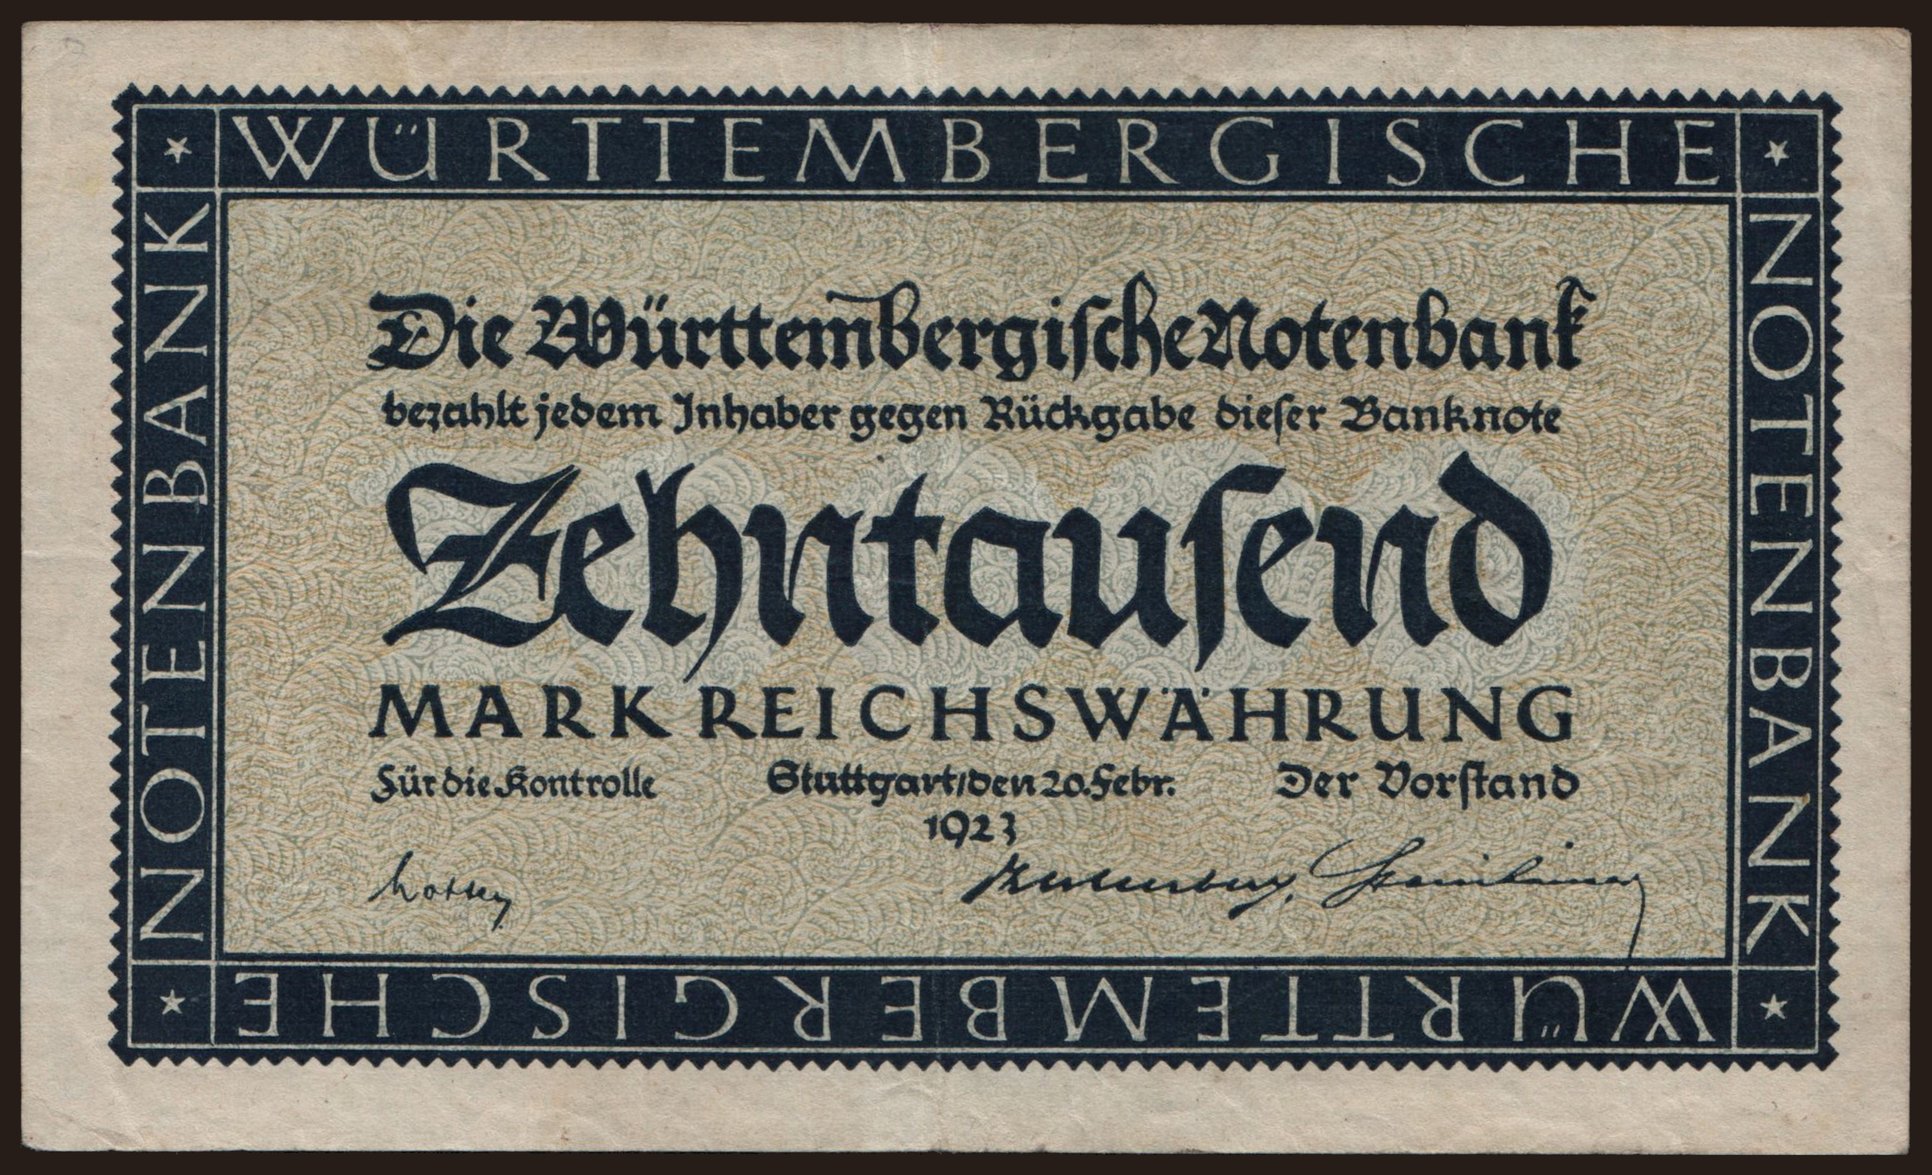 WÜRTTEMBERGISCHE
NOTENBANK
NOTENBANK
Die Württembergische Notenbank
bezahlt jedem Inhaber gegen Rückgabe dieser Banknote
Zehntausend
MARK REICHSWÄHRUNG
Für die Kontrolle Stuttgart, den 20. Febr. Der Vorstand
1923
WÜRTTEMBERGISCHE